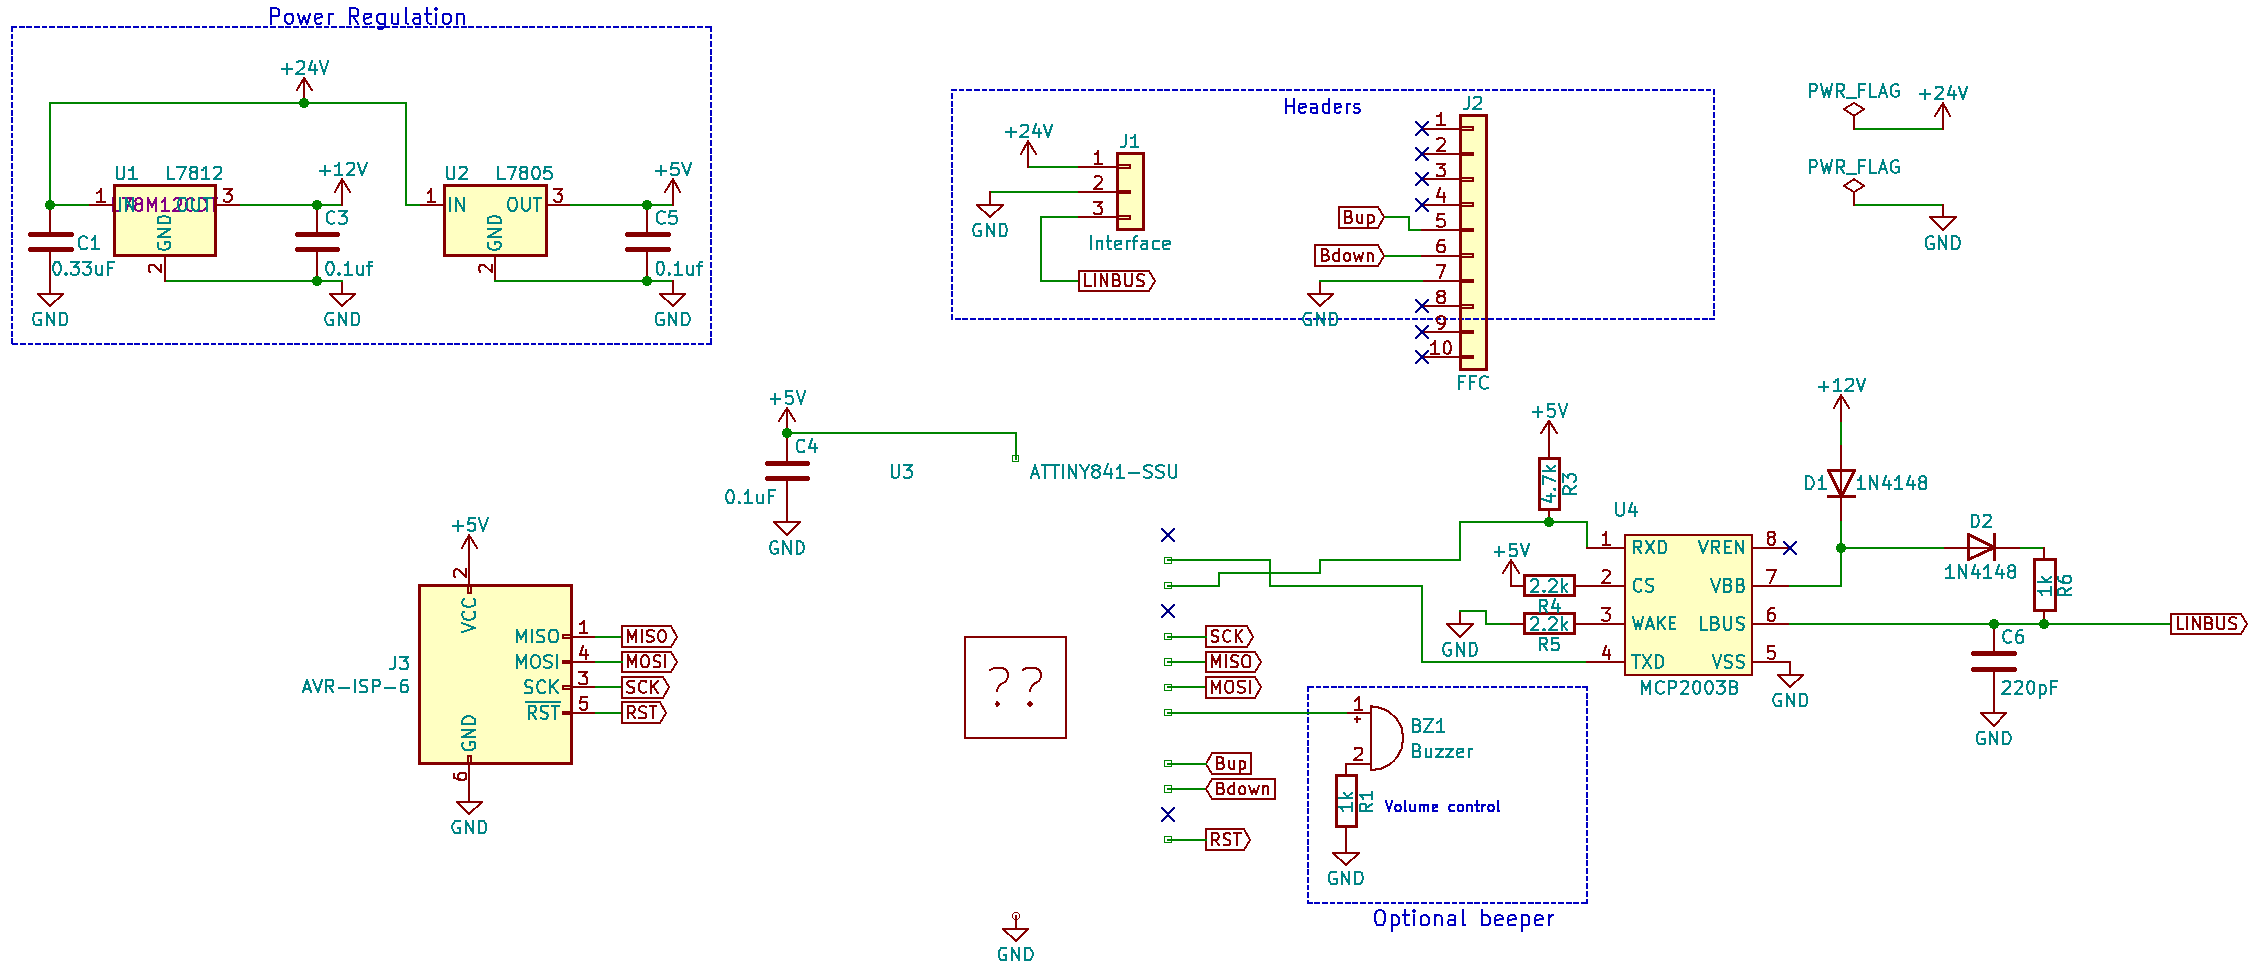 Power Regulation
+24V
U1 L7812
+12V
U2 L7805
+5V
1 IN OUT 3
LT8M12CDT
GND
2
C1
0.33uF
GND
C3
0.1uf
GND
1 IN OUT 3
GND
2
C5
0.1uf
GND
Headers
+24V
J1
1
2
3
GND
Interface
LINBUS
J2
1
2
3
4
5
6
7
8
9
10
Bup
Bdown
GND
FFC
PWR_FLAG +24V
PWR_FLAG
GND
+5V
C4
0.1uF
GND
U3
ATTINY841-SSU
??
SCK
MISO
MOSI
Bup
Bdown
RST
GND
+5V
2
VCC
J3
AVR-ISP-6
MISO 1 MISO
MOSI 4 MOSI
SCK 3 SCK
RST 5 RST
GND
6
GND
1
+
2
BZ1
Buzzer
1k
R1
Volume control
GND
Optional beeper
+5V
4.7k
R3
+5V
2.2k
R4
2.2k
R5
GND
U4
1 RXD VREN 8
2 CS VBB 7
3 WAKE LBUS 6
4 TXD VSS 5
MCP2003B
GND
+12V
D1 1N4148
D2
1N4148
1k
R6
LINBUS
C6
220pF
GND